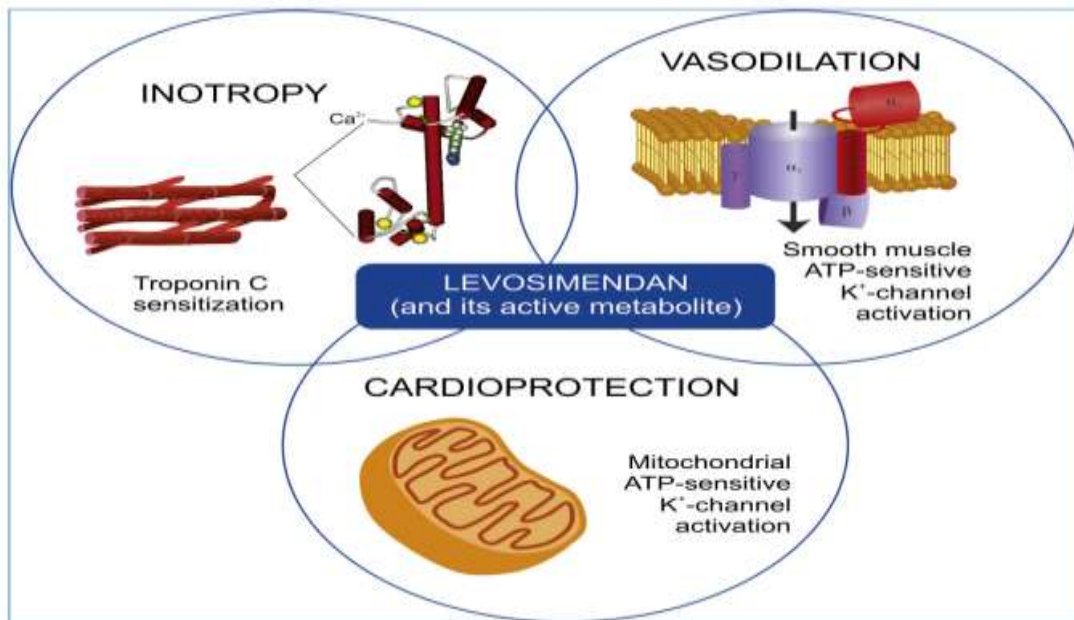 INOTROPY
Ca²⁺
Troponin C
sensitization
VASODILATION
α₁
γ
β
Smooth muscle
ATP-sensitive
K⁺-channel
activation
LEVOSIMENDAN
(and its active metabolite)
CARDIOPROTECTION
Mitochondrial
ATP-sensitive
K⁺-channel
activation